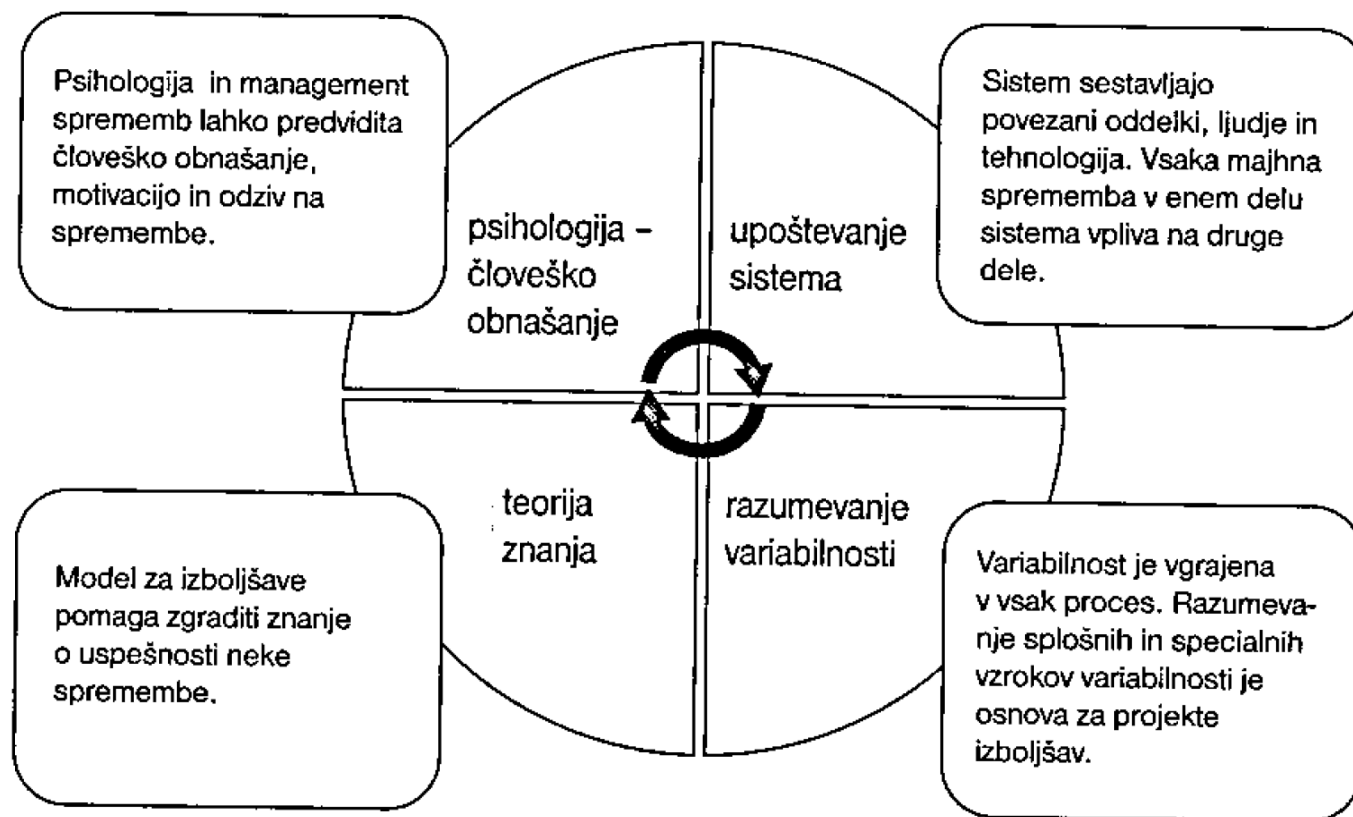 Psihologija in management
sprememb lahko predvidita
človeško obnašanje,
motivacijo in odziv na
spremembe.
psihologija –
človeško
obnašanje
upoštevanje
sistema
Sistem sestavljajo
povezani oddelki, ljudje in
tehnologija. Vsaka majhna
sprememba v enem delu
sistema vpliva na druge
dele.
teorija
znanja
razumevanje
variabilnosti
Model za izboljšave
pomaga zgraditi znanje
o uspešnosti neke
spremembe.
Variabilnost je vgrajena
v vsak proces. Razumeva-
nje splošnih in specialnih
vzrokov variabilnosti je
osnova za projekte
izboljšav.